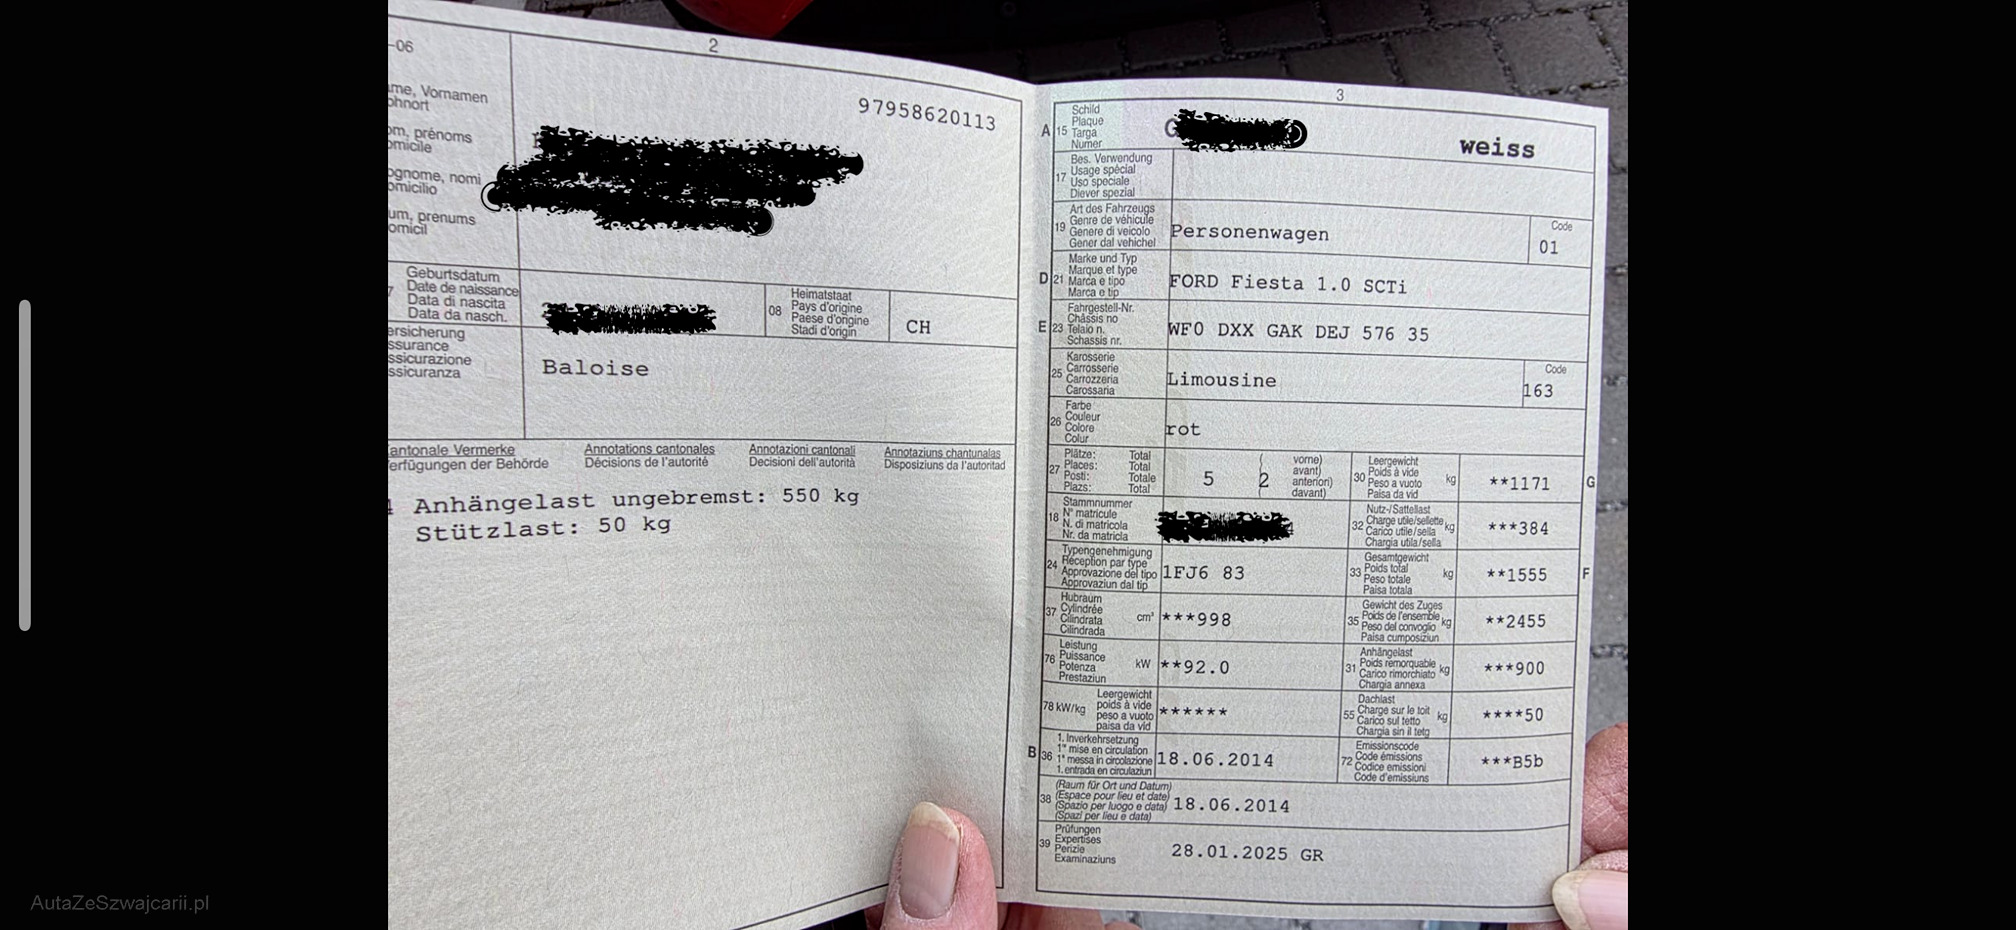 2
-06
97958620113
me, Vornamen
ohnort
om, prénoms
omicile
ognome, nomi
omicilio
um, prenums
omicil
7
Geburtsdatum
Date de naissance
Data di nascita
Data da nasch.
08
Heimatstaat
Pays d'origine
Paese d'origine
Stadi d'origin
CH
ersicherung
ssurance
ssicurazione
ssicuranza
Baloise
antonale Vermerke Annotations cantonales Annotazioni cantonali Annotaziuns chantunalas
erfügungen der Behörde Décisions de l'autorité Decisioni dell'autorità Disposiziuns da l'autoritad
Anhängelast ungebremst: 550 kg
Stützlast: 50 kg
3
A 15
Schild
Plaque
Targa
Numer
G
weiss
17
Bes. Verwendung
Usage spécial
Uso speciale
Diever spezial
19
Art des Fahrzeugs
Genre de véhicule
Genere di veicolo
Gener dal vehichel
Personenwagen
Code
01
D 21
Marke und Typ
Marque et type
Marca e tipo
Marca e tip
FORD Fiesta 1.0 SCTi
E 23
Fahrgestell-Nr.
Châssis no
Telaio n.
Schassis nr.
WF0 DXX GAK DEJ 576 35
25
Karosserie
Carrosserie
Carrozzeria
Carossaria
Limousine
Code
163
26
Farbe
Couleur
Colore
Colur
rot
27
Plätze: Total
Places: Total
Posti: Totale
Plazs: Total
5
2
vorne)
avant)
anteriori)
davant)
30
Leergewicht
Poids à vide
Peso a vuoto
Paisa da vid
kg
**1171
G
18
Stammnummer
N° matricule
N. di matricola
Nr. da matricla
32
Nutz-/Sattellast
Charge utile/sellette
Carico utile/sella
Chargia utila/sella
kg
***384
24
Typengenehmigung
Réception par type
Approvazione del tipo
Approvaziun dal tip
1FJ6 83
33
Gesamtgewicht
Poids total
Peso totale
Paisa totala
kg
**1555
F
37
Hubraum
Cylindrée
Cilindrata
Cilindrada
cm³
***998
35
Gewicht des Zuges
Poids de l'ensemble
Peso del convoglio
Paisa cumposiziun
kg
**2455
76
Leistung
Puissance
Potenza
Prestaziun
kW
**92.0
31
Anhängelast
Poids remorquable
Carico rimorchiato
Chargia annexa
kg
***900
78 kW/kg
Leergewicht
poids à vide
peso a vuoto
paisa da vid
******
55
Dachlast
Charge sur le toit
Carico sul tetto
Chargia sin il tetg
kg
****50
B 36
1. Inverkehrsetzung
1re mise en circulation
1a messa in circolazione
1. entrada en circulaziun
18.06.2014
72
Emissionscode
Code émissions
Codice emissioni
Code d'emissiuns
***B5b
38
(Raum für Ort und Datum)
(Espace pour lieu et date)
(Spazio per luogo e data)
(Spazi per lieu e data)
18.06.2014
39
Prüfungen
Expertises
Perizie
Examinaziuns
28.01.2025 GR
AutaZeSzwajcarii.pl